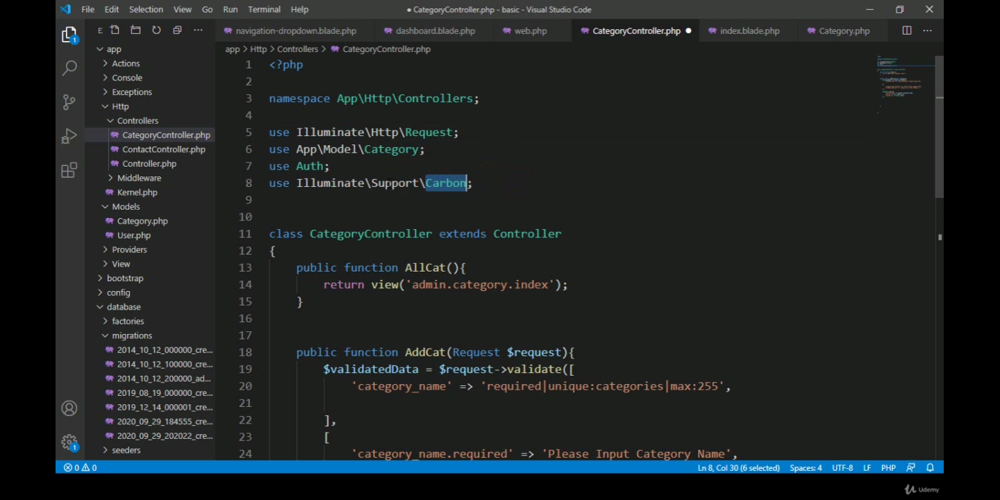 File Edit Selection View Go Run Terminal Help
● CategoryController.php - basic - Visual Studio Code
E
navigation-dropdown.blade.php dashboard.blade.php web.php CategoryController.php index.blade.php Category.php
app > Http > Controllers > CategoryController.php
app
Actions
Console
Exceptions
Http
Controllers
CategoryController.php
ContactController.php
Controller.php
Middleware
Kernel.php
Models
Category.php
User.php
Providers
View
bootstrap
config
database
factories
migrations
2014_10_12_000000_cre...
2014_10_12_100000_cre...
2014_10_12_200000_ad...
2019_08_19_000000_cre...
2019_12_14_000001_cre...
2020_09_29_184555_cre...
2020_09_29_202022_cre...
seeders
1 <?php
2
3 namespace App\Http\Controllers;
4
5 use Illuminate\Http\Request;
6 use App\Model\Category;
7 use Auth;
8 use Illuminate\Support\Carbon;
9
10
11 class CategoryController extends Controller
12 {
13 public function AllCat(){
14 return view('admin.category.index');
15 }
16
17
18 public function AddCat(Request $request){
19 $validatedData = $request->validate([
20 'category_name' => 'required|unique:categories|max:255',
21
22 ],
23 [
24 'category_name.required' => 'Please Input Category Name',
1
1
0 0 Ln 8, Col 30 (6 selected) Spaces: 4 UTF-8 LF PHP
Udemy